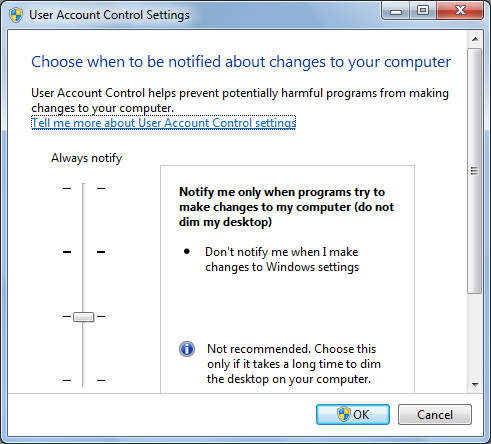 User Account Control Settings
Choose when to be notified about changes to your computer
User Account Control helps prevent potentially harmful programs from making
changes to your computer.
Tell me more about User Account Control settings
Always notify
Notify me only when programs try to
make changes to my computer (do not
dim my desktop)
Don't notify me when I make
changes to Windows settings
Not recommended. Choose this
only if it takes a long time to dim
the desktop on your computer.
OK
Cancel